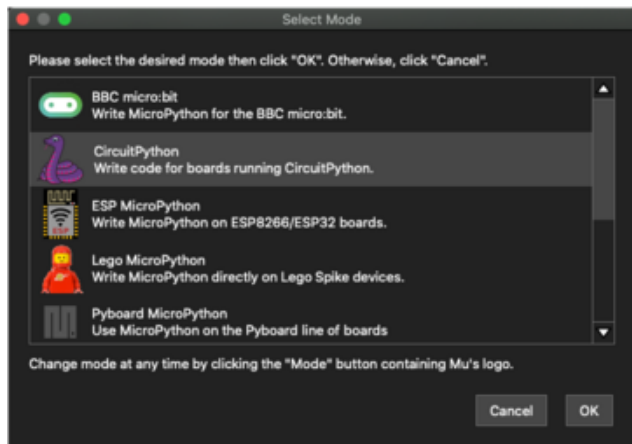 Select Mode
Please select the desired mode then click "OK". Otherwise, click "Cancel".
BBC micro:bit
Write MicroPython for the BBC micro:bit.
CircuitPython
Write code for boards running CircuitPython.
ESP MicroPython
Write MicroPython on ESP8266/ESP32 boards.
ESP
Lego MicroPython
Write MicroPython directly on Lego Spike devices.
Pyboard MicroPython
Use MicroPython on the Pyboard line of boards
Change mode at any time by clicking the "Mode" button containing Mu's logo.
Cancel OK